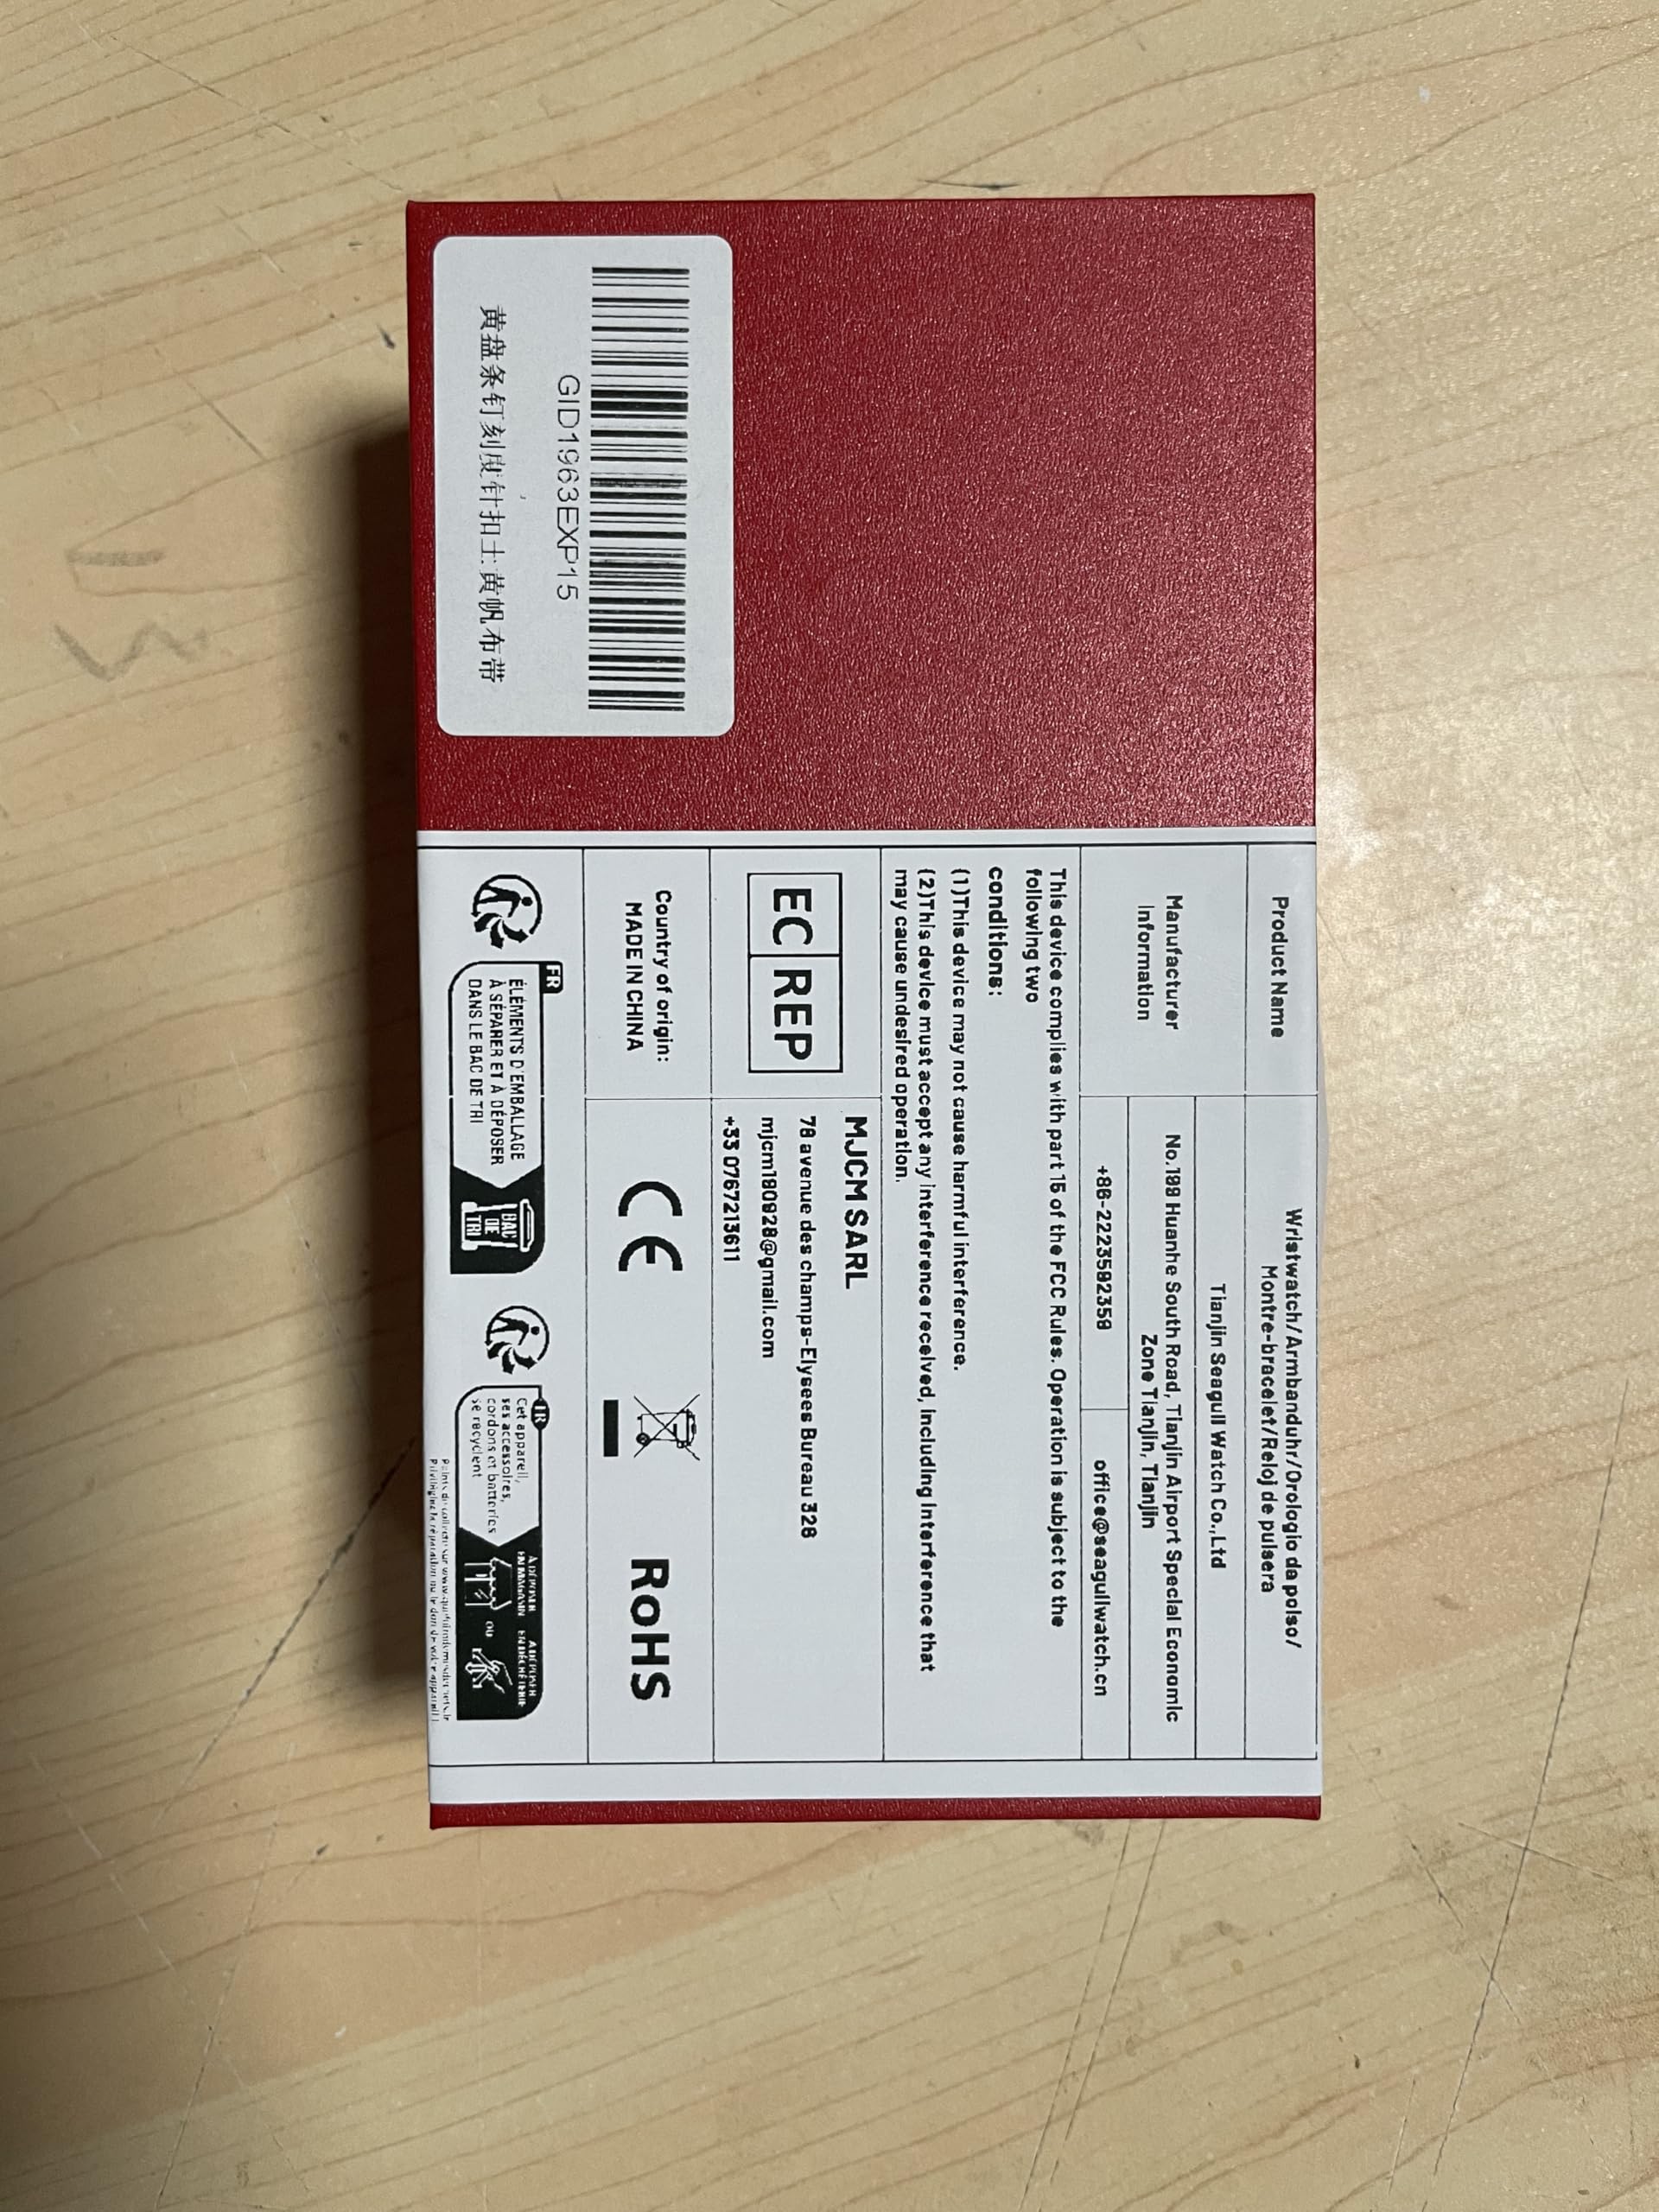 GID1963EXP15
黄盘条钉刻度针扣土黄帆布带
Product Name
Wristwatch/Armbanduhr/Orologio da polso/
Montre-bracelet/Reloj de pulsera
Manufacturer
Information
Tianjin Seagull Watch Co.,Ltd
No.199 Huanhe South Road, Tianjin Airport Special Economic
Zone Tianjin, Tianjin
+86-2223592359
office@seagullwatch.cn
This device complies with part 15 of the FCC Rules. Operation is subject to the
following two
conditions:
(1)This device may not cause harmful interference.
(2)This device must accept any interference received, including interference that
may cause undesired operation.
EC REP
MJCM SARL
78 avenue des champs-Elysees Bureau 326
mjcm180928@gmail.com
+33 0767213611
Country of origin:
MADE IN CHINA
CE
RoHS
FR
ÉLÉMENTS D'EMBALLAGE
À SÉPARER ET À DÉPOSER
DANS LE BAC DE TRI
BAC
DE
TRI
FR
Cet appareil,
ses accessoires,
cordons et batteries
se recyclent
À DÉPOSER
EN MAGASIN
OU
À DÉPOSER
EN DÉCHÈTERIE